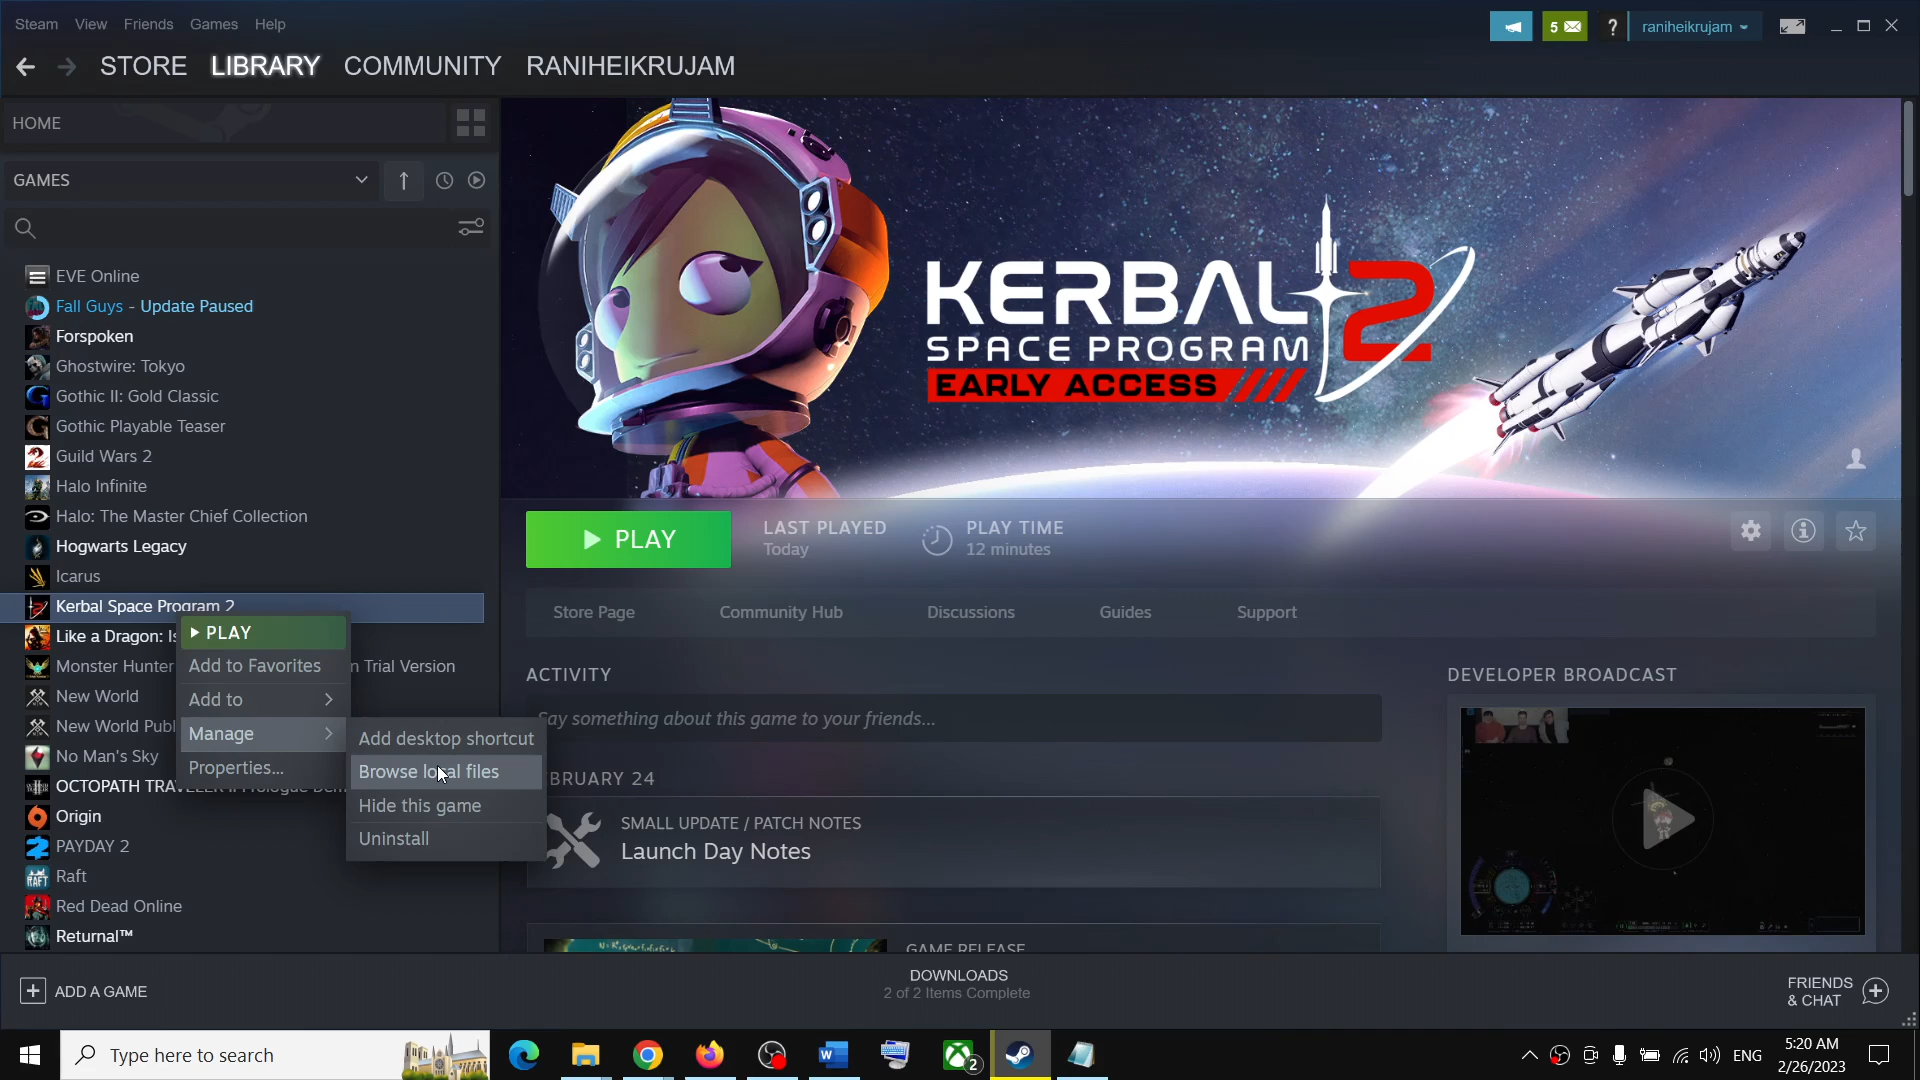 Steam View Friends Games Help
5 ? raniheikrujam
STORE LIBRARY COMMUNITY RANIHEIKRUJAM
HOME
GAMES
EVE Online
Fall Guys - Update Paused
Forspoken
Ghostwire: Tokyo
Gothic II: Gold Classic
Gothic Playable Teaser
Guild Wars 2
Halo Infinite
Halo: The Master Chief Collection
Hogwarts Legacy
Icarus
Kerbal Space Program 2
Like a Dragon: Is
Monster Hunter n Trial Version
New World
New World Publ
No Man's Sky
OCTOPATH TRAVELER II Prologue Dem
Origin
PAYDAY 2
Raft
Red Dead Online
Returnal™
PLAY
Add to Favorites
Add to
Manage
Properties...
Add desktop shortcut
Browse local files
Hide this game
Uninstall
KERBAL 2
SPACE PROGRAM
EARLY ACCESS
PLAY
LAST PLAYED
Today
PLAY TIME
12 minutes
Store Page Community Hub Discussions Guides Support
ACTIVITY
Say something about this game to your friends...
BRUARY 24
SMALL UPDATE / PATCH NOTES
Launch Day Notes
GAME RELEASE
DEVELOPER BROADCAST
ADD A GAME
DOWNLOADS
2 of 2 Items Complete
FRIENDS
& CHAT
Type here to search
2
ENG
5:20 AM
2/26/2023